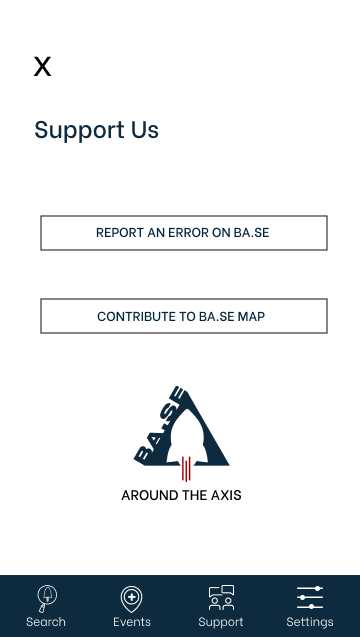 X
Support Us
REPORT AN ERROR ON BA.SE
CONTRIBUTE TO BA.SE MAP
BA.SE
AROUND THE AXIS
Search
Events
Support
Settings